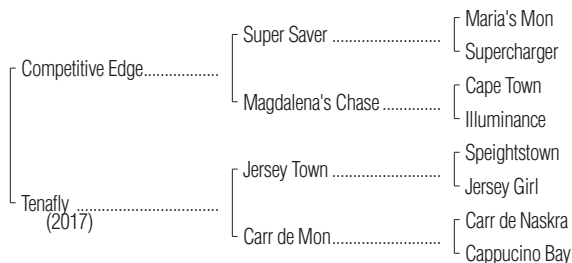 Maria's Mon
Super Saver ..........................
Supercharger
Competitive Edge..................
Cape Town
Magdalena's Chase ..............
Illuminance
Speightstown
Jersey Town ..........................
Jersey Girl
Tenafly ..................................
(2017)
Carr de Naskra
Carr de Mon..........................
Cappucino Bay